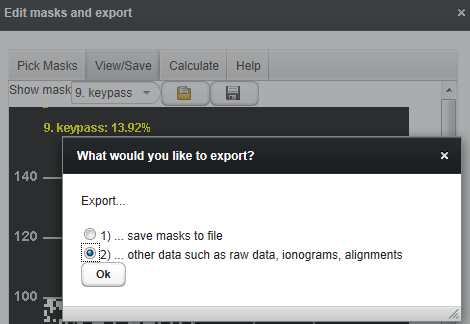 Edit masks and export
Pick Masks View/Save Calculate Help
Show mask 9. keypass
9. keypass: 13.92%
What would you like to export?
140
Export...
1) ... save masks to file
120
2) ... other data such as raw data, ionograms, alignments
Ok
100